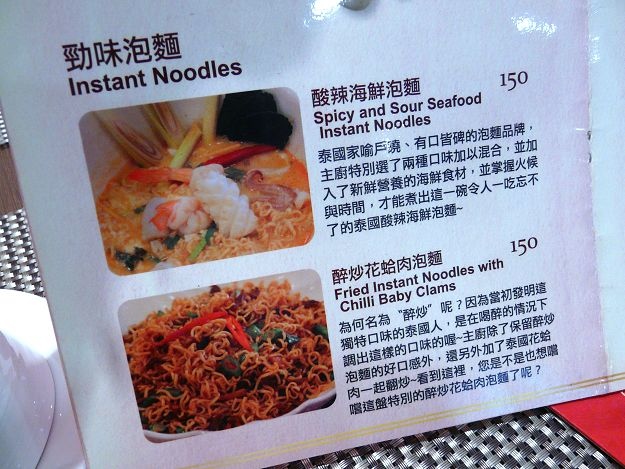 勁味泡麵
Instant Noodles
酸辣海鮮泡麵 150
Spicy and Sour Seafood
Instant Noodles
泰國家喻戶澆、有口皆碑的泡麵品牌，
主廚特別選了兩種口味加以混合，並加
入了新鮮營養的海鮮食材，並掌握火候
與時間，才能煮出這一碗令人一吃忘不
了的泰國酸辣海鮮泡麵~
醉炒花蛤肉泡麵 150
Fried Instant Noodles with
Chilli Baby Clams
為何名為“醉炒”呢？因為當初發明這
獨特口味的泰國人，是在喝醉的情況下
調出這樣的口味的喔~主廚除了保留醉炒
泡麵的好口感外，還另外加了泰國花蛤
肉一起翻炒~看到這裡，您是不是也想嚐
嚐這盤特別的醉炒花蛤肉泡麵了呢？